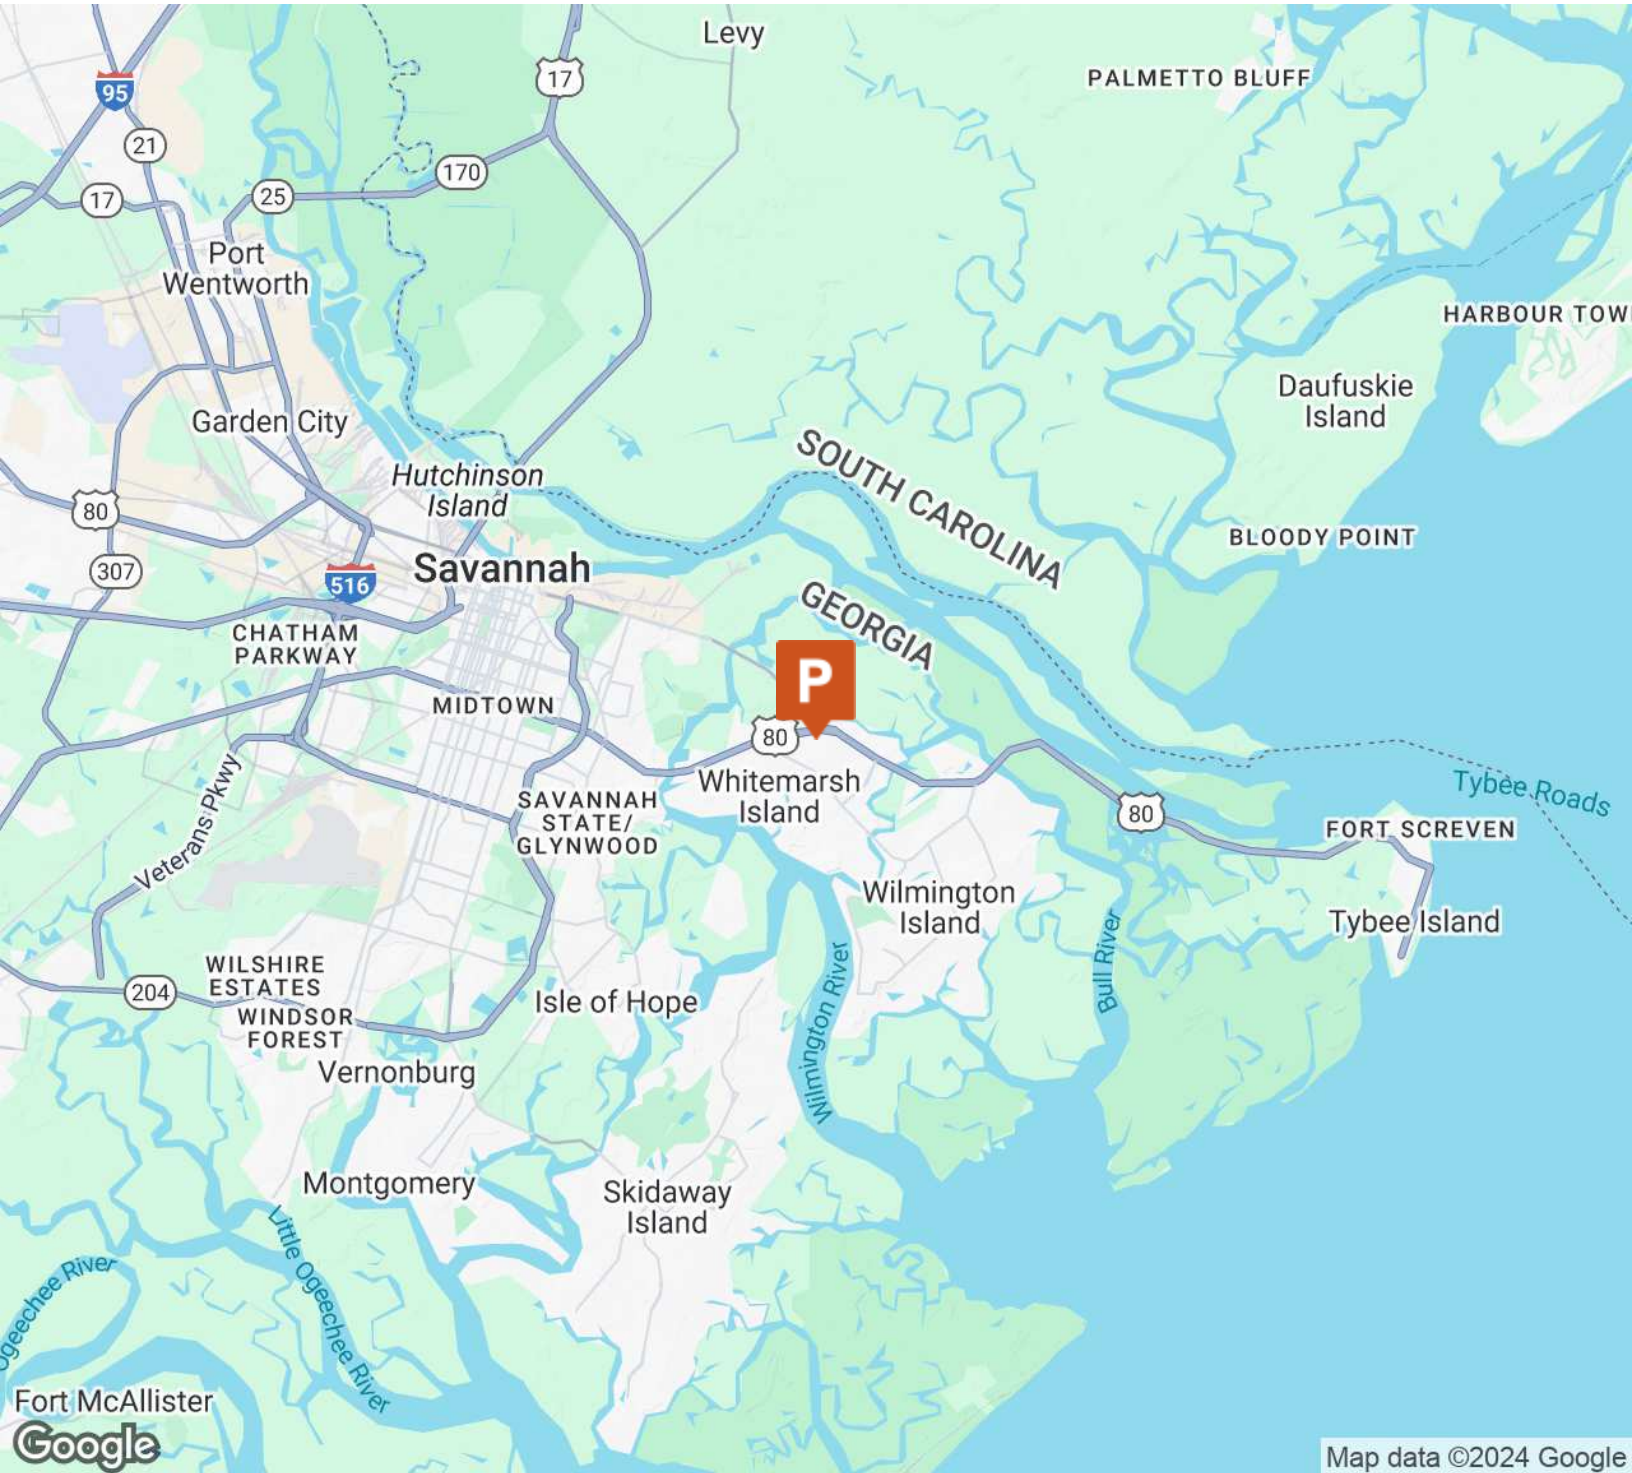 Levy
17
PALMETTO BLUFF
95
21
170
17
25
Port
Wentworth
HARBOUR TOW
Daufuskie
Island
Garden City
SOUTH CAROLINA
Hutchinson
Island
80
BLOODY POINT
307
Savannah
516
GEORGIA
CHATHAM
PARKWAY
P
MIDTOWN
80
Whitemarsh
Island
Tybee Roads
Veterans Pkwy
SAVANNAH
STATE/
GLYNWOOD
80
FORT SCREVEN
Wilmington
Island
Tybee Island
Bull River
Wilmington River
WILSHIRE
ESTATES
204
Isle of Hope
WINDSOR
FOREST
Vernonburg
Montgomery
Skidaway
Island
Little Ogeechee River
Ogeechee River
Fort McAllister
Google
Map data ©2024 Google